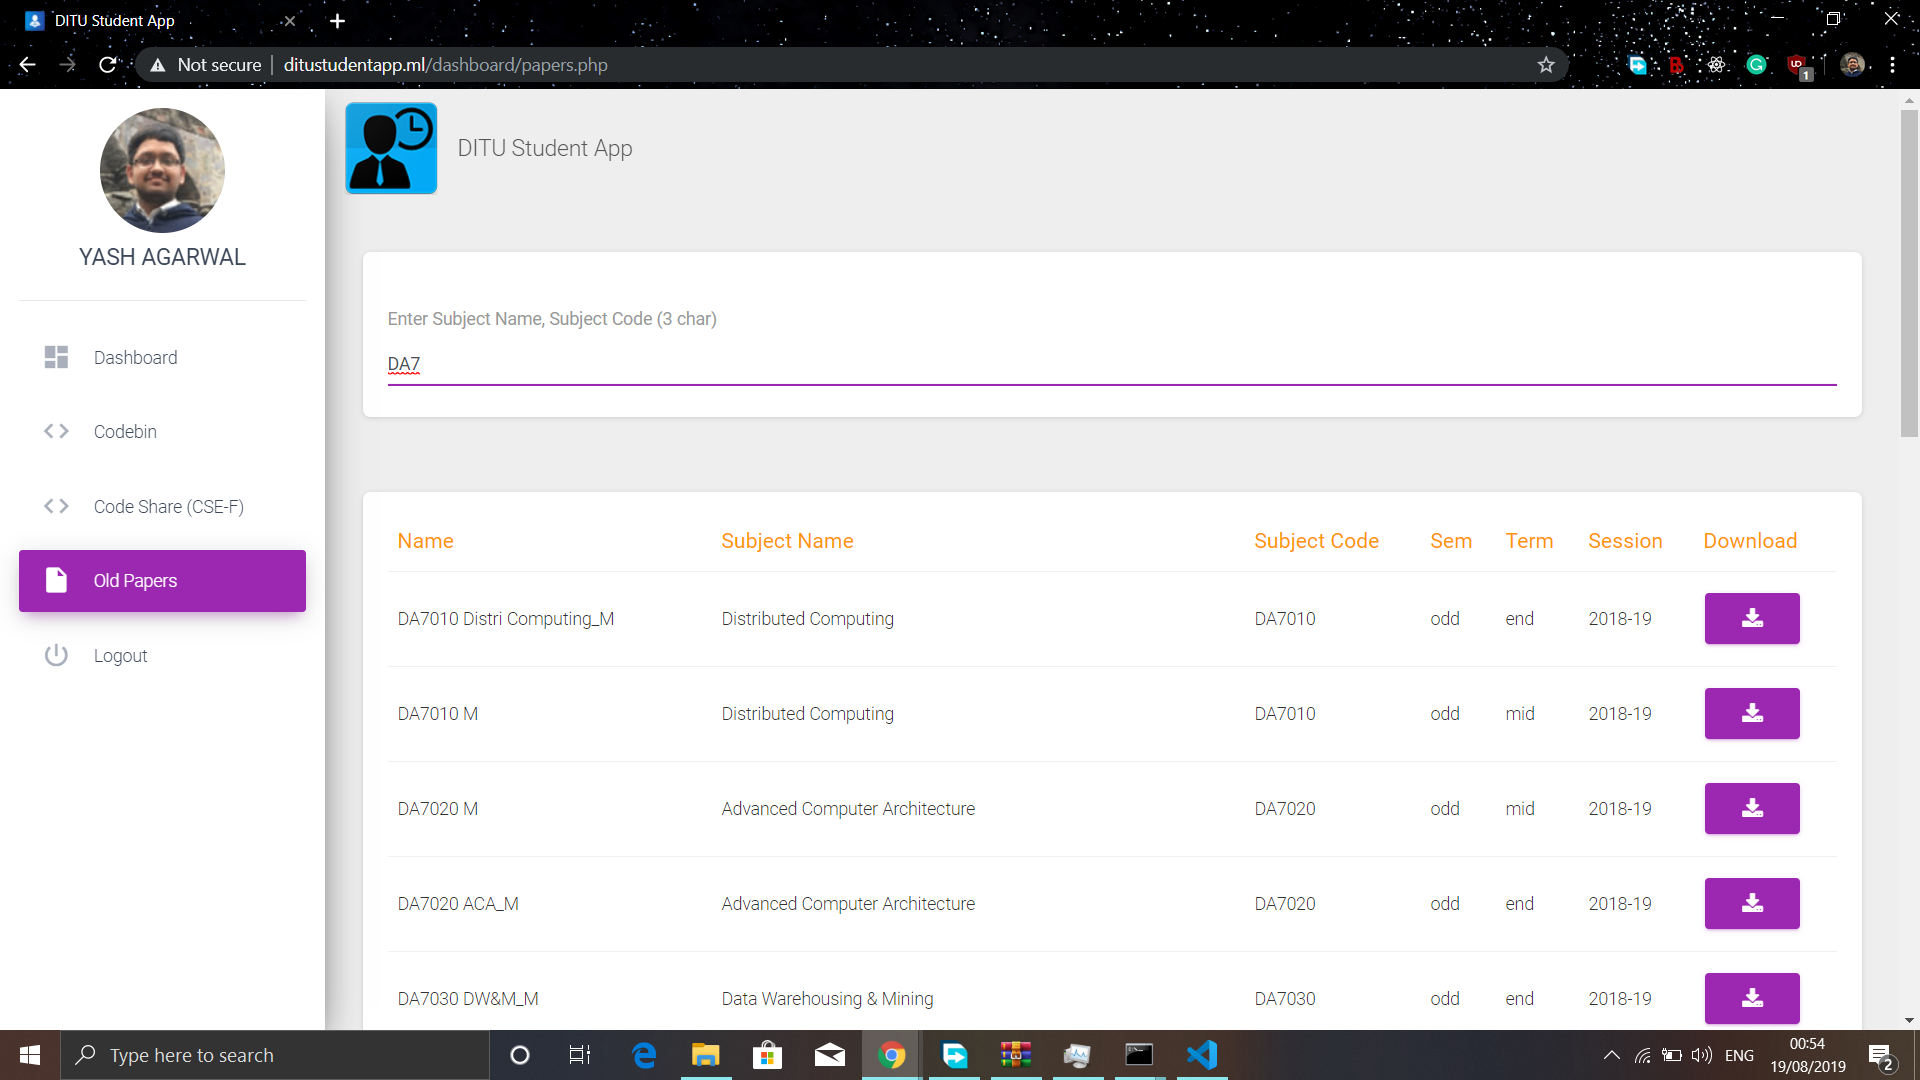 DITU Student App
Not secure | ditustudentapp.ml/dashboard/papers.php
1
DITU Student App
YASH AGARWAL
Dashboard
Codebin
Code Share (CSE-F)
Old Papers
Logout
Enter Subject Name, Subject Code (3 char)
DA7
Name Subject Name Subject Code Sem Term Session Download
DA7010 Distri Computing_M Distributed Computing DA7010 odd end 2018-19
DA7010 M Distributed Computing DA7010 odd mid 2018-19
DA7020 M Advanced Computer Architecture DA7020 odd mid 2018-19
DA7020 ACA_M Advanced Computer Architecture DA7020 odd end 2018-19
DA7030 DW&M_M Data Warehousing & Mining DA7030 odd end 2018-19
Type here to search
ENG
00:54
19/08/2019
2